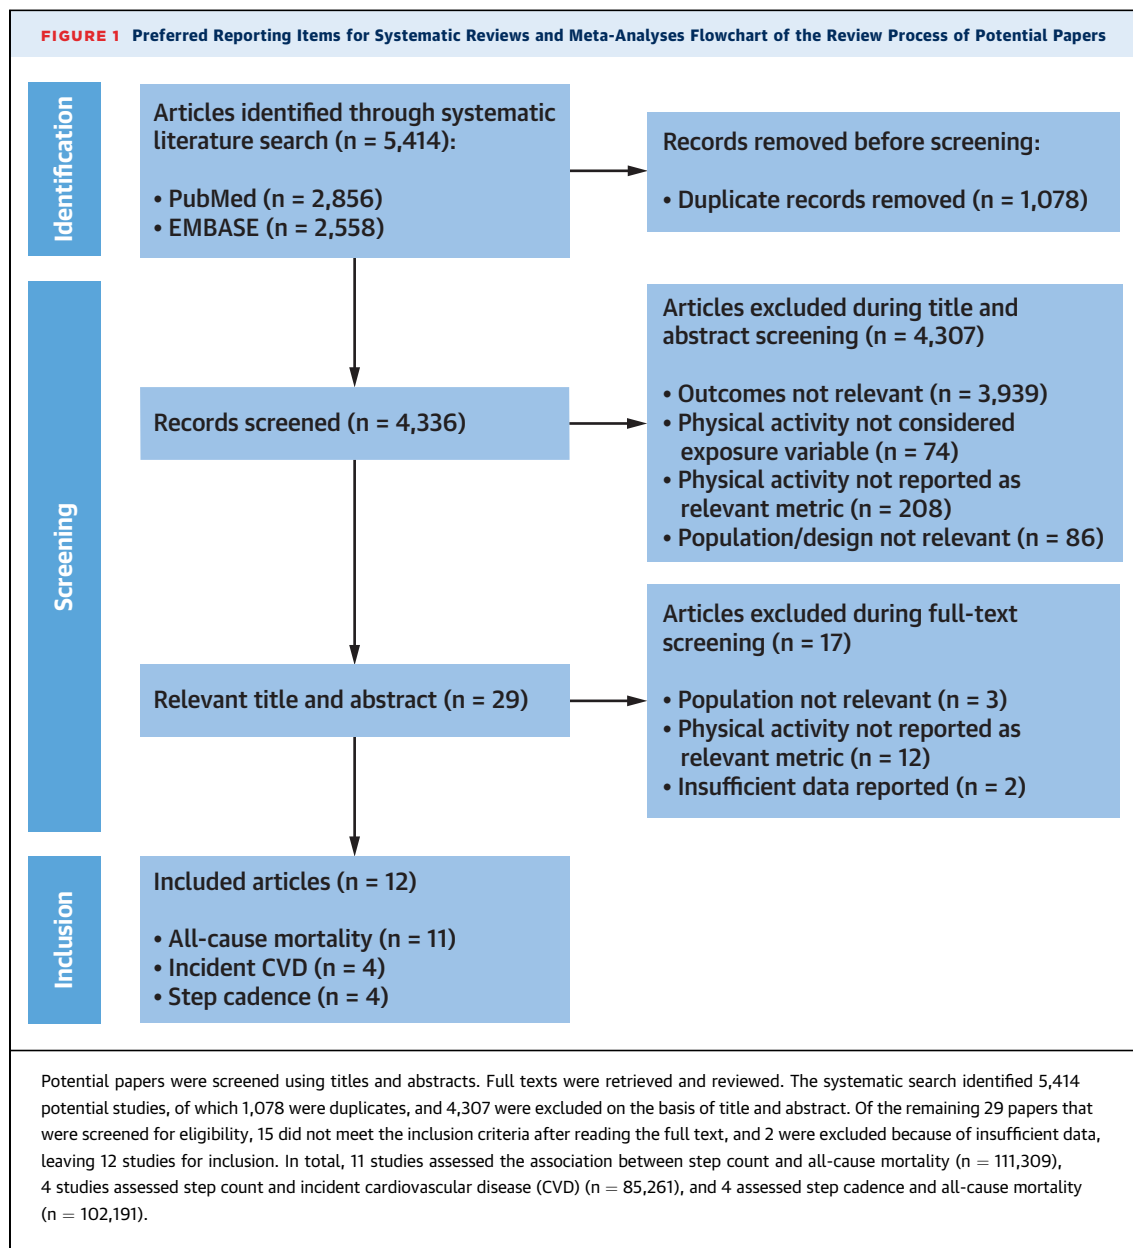 FIGURE 1 Preferred Reporting Items for Systematic Reviews and Meta-Analyses Flowchart of the Review Process of Potential Papers
Identification
Articles identified through systematic
literature search (n = 5,414):
• PubMed (n = 2,856)
• EMBASE (n = 2,558)
Records removed before screening:
• Duplicate records removed (n = 1,078)
Screening
Records screened (n = 4,336)
Articles excluded during title and
abstract screening (n = 4,307)
• Outcomes not relevant (n = 3,939)
• Physical activity not considered
exposure variable (n = 74)
• Physical activity not reported as
relevant metric (n = 208)
• Population/design not relevant (n = 86)
Relevant title and abstract (n = 29)
Articles excluded during full-text
screening (n = 17)
• Population not relevant (n = 3)
• Physical activity not reported as
relevant metric (n = 12)
• Insufficient data reported (n = 2)
Inclusion
Included articles (n = 12)
• All-cause mortality (n = 11)
• Incident CVD (n = 4)
• Step cadence (n = 4)
Potential papers were screened using titles and abstracts. Full texts were retrieved and reviewed. The systematic search identified 5,414
potential studies, of which 1,078 were duplicates, and 4,307 were excluded on the basis of title and abstract. Of the remaining 29 papers that
were screened for eligibility, 15 did not meet the inclusion criteria after reading the full text, and 2 were excluded because of insufficient data,
leaving 12 studies for inclusion. In total, 11 studies assessed the association between step count and all-cause mortality (n = 111,309),
4 studies assessed step count and incident cardiovascular disease (CVD) (n = 85,261), and 4 assessed step cadence and all-cause mortality
(n = 102,191).